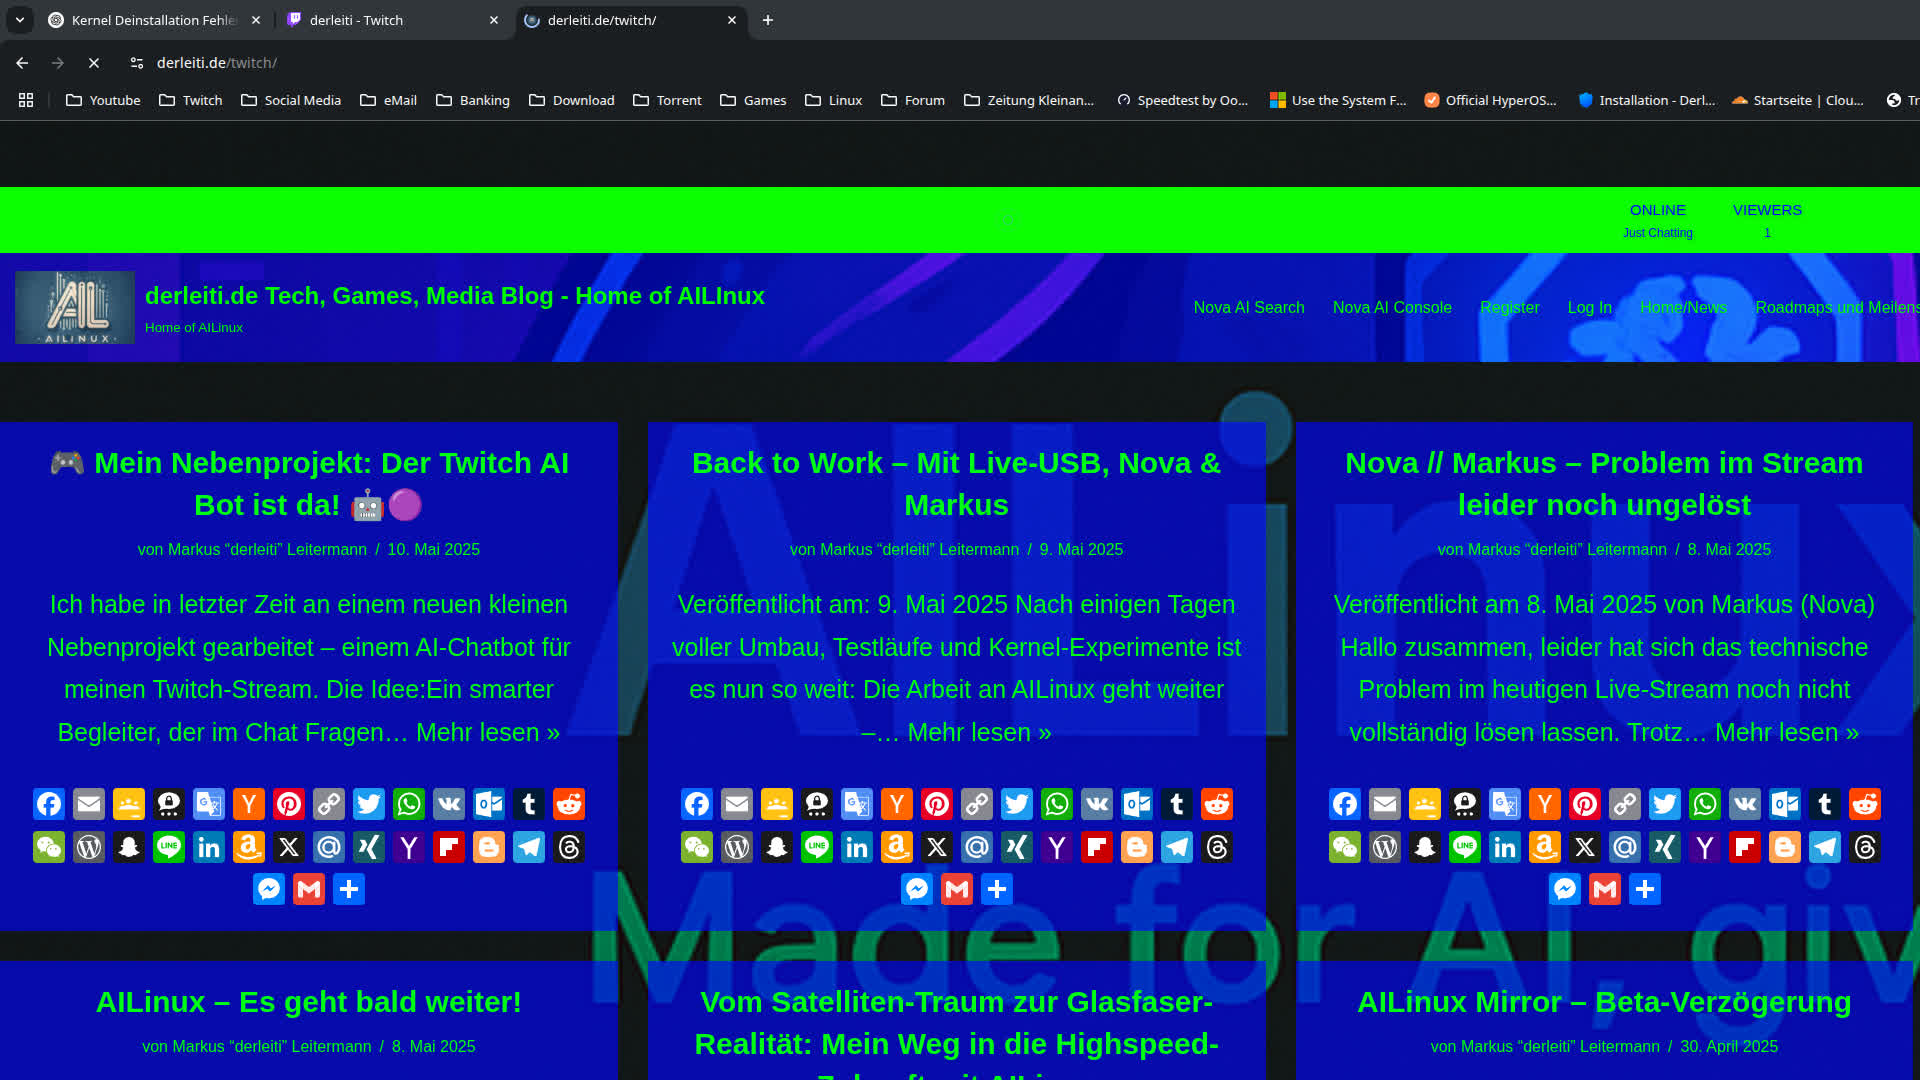 Kernel Deinstallation Fehle
derleiti - Twitch
derleiti.de/twitch/
derleiti.de/twitch/
Youtube
Twitch
Social Media
eMail
Banking
Download
Torrent
Games
Linux
Forum
Zeitung Kleinan...
Speedtest by Oo...
Use the System F...
Official HyperOS...
Installation - Derl...
Startseite | Clou...
Tr
ONLINE
VIEWERS
Just Chatting
1
AIL
AILINUX
derleiti.de Tech, Games, Media Blog - Home of AILInux
Home of AILinux
Nova AI Search
Nova AI Console
Register
Log In
Home/News
Roadmaps und Meilens
🎮 Mein Nebenprojekt: Der Twitch AI
Bot ist da! 🤖🟣
von Markus “derleiti” Leitermann / 10. Mai 2025
Ich habe in letzter Zeit an einem neuen kleinen
Nebenprojekt gearbeitet – einem AI-Chatbot für
meinen Twitch-Stream. Die Idee:Ein smarter
Begleiter, der im Chat Fragen… Mehr lesen »
Back to Work – Mit Live-USB, Nova &
Markus
von Markus “derleiti” Leitermann / 9. Mai 2025
Veröffentlicht am: 9. Mai 2025 Nach einigen Tagen
voller Umbau, Testläufe und Kernel-Experimente ist
es nun so weit: Die Arbeit an AILinux geht weiter
–… Mehr lesen »
Nova // Markus – Problem im Stream
leider noch ungelöst
von Markus “derleiti” Leitermann / 8. Mai 2025
Veröffentlicht am 8. Mai 2025 von Markus (Nova)
Hallo zusammen, leider hat sich das technische
Problem im heutigen Live-Stream noch nicht
vollständig lösen lassen. Trotz… Mehr lesen »
AILinux
Made for AI, giv
AILinux – Es geht bald weiter!
von Markus “derleiti” Leitermann / 8. Mai 2025
Vom Satelliten-Traum zur Glasfaser-
Realität: Mein Weg in die Highspeed-
AILinux Mirror – Beta-Verzögerung
von Markus “derleiti” Leitermann / 30. April 2025